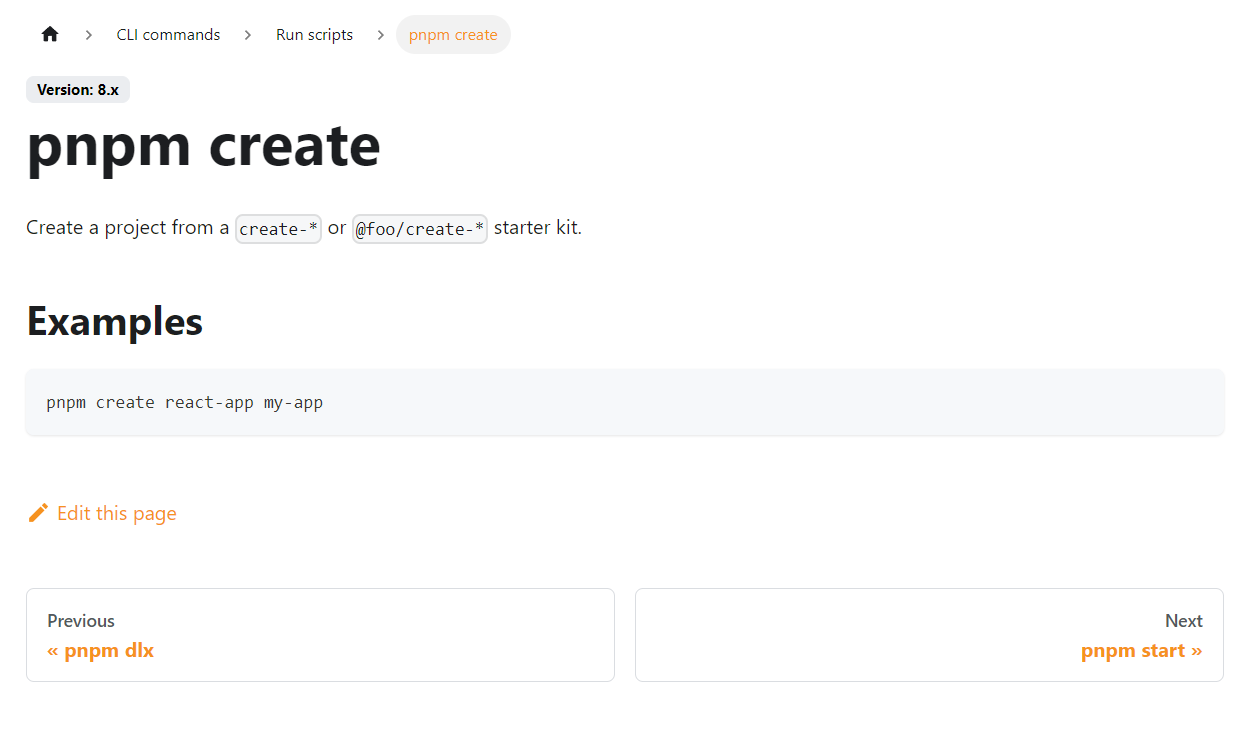 CLI commands > Run scripts > pnpm create
Version: 8.x
pnpm create
Create a project from a create-* or @foo/create-* starter kit.
Examples
pnpm create react-app my-app
Edit this page
Previous
« pnpm dlx
Next
pnpm start »